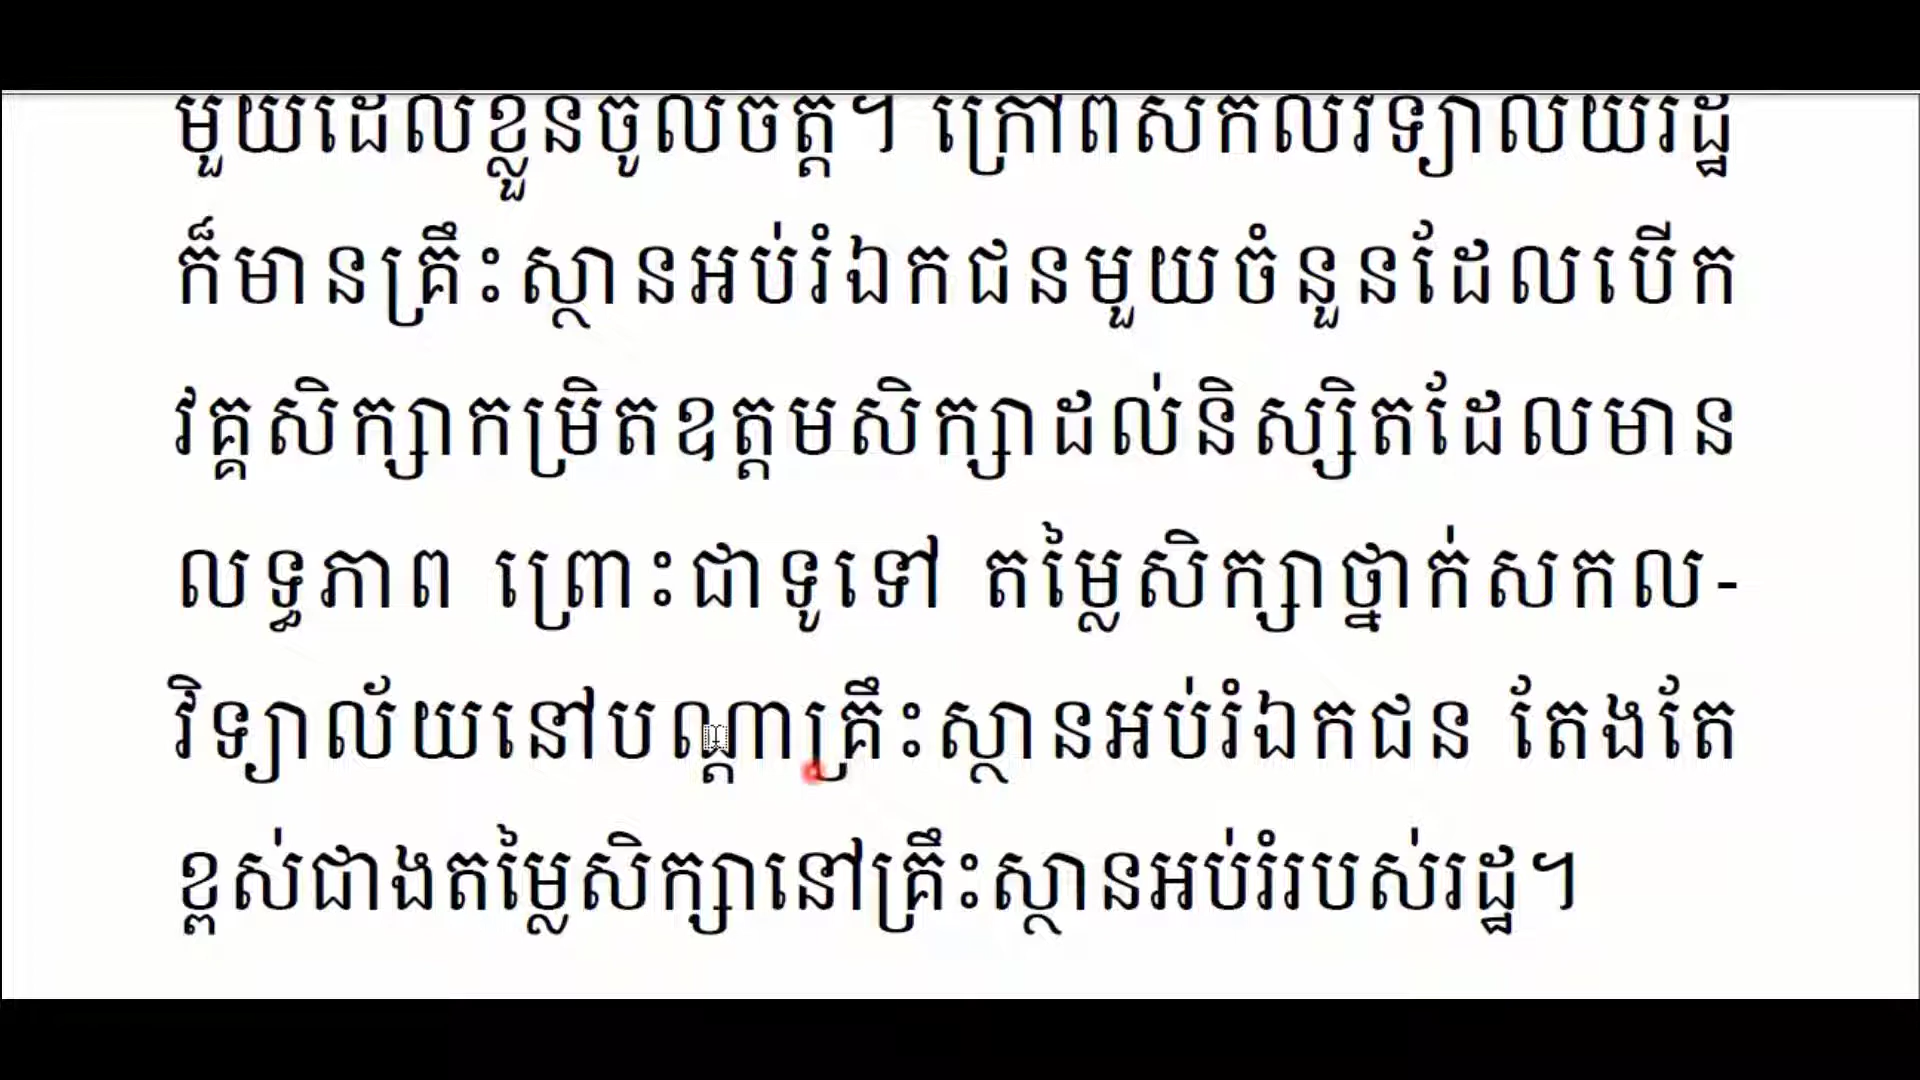 មួយដែលខ្លួនចូលចិត្ត។ ក្រៅពីសកលវិទ្យាល័យរដ្ឋ
ក៏មានគ្រឹះស្ថានអប់រំឯកជនមួយចំនួនដែលបើក
វគ្គសិក្សាកម្រិតឧត្តមសិក្សាដល់និស្សិតដែលមាន
លទ្ធភាព ព្រោះជាទូទៅ តម្លៃសិក្សាថ្នាក់សកល-
វិទ្យាល័យនៅបណ្តាគ្រឹះស្ថានអប់រំឯកជន តែងតែ
ខ្ពស់ជាងតម្លៃសិក្សានៅគ្រឹះស្ថានអប់រំរបស់រដ្ឋ។